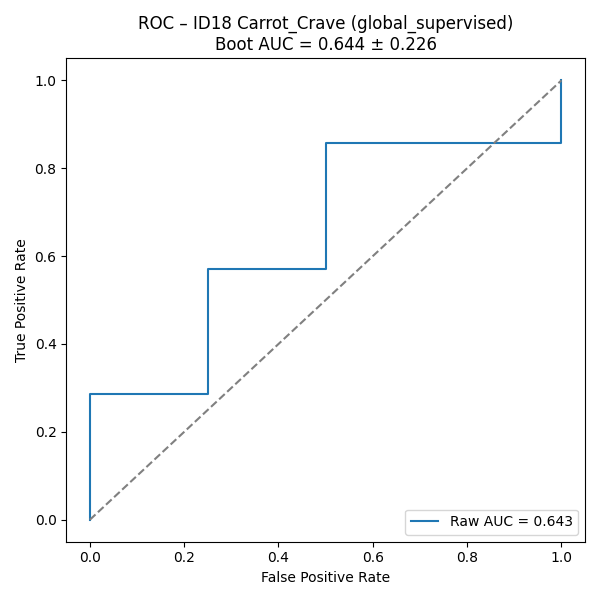 ROC – ID18 Carrot_Crave (global_supervised)
Boot AUC = 0.644 ± 0.226
True Positive Rate
1.0
0.8
0.6
0.4
0.2
0.0
Raw AUC = 0.643
0.0 0.2 0.4 0.6 0.8 1.0
False Positive Rate